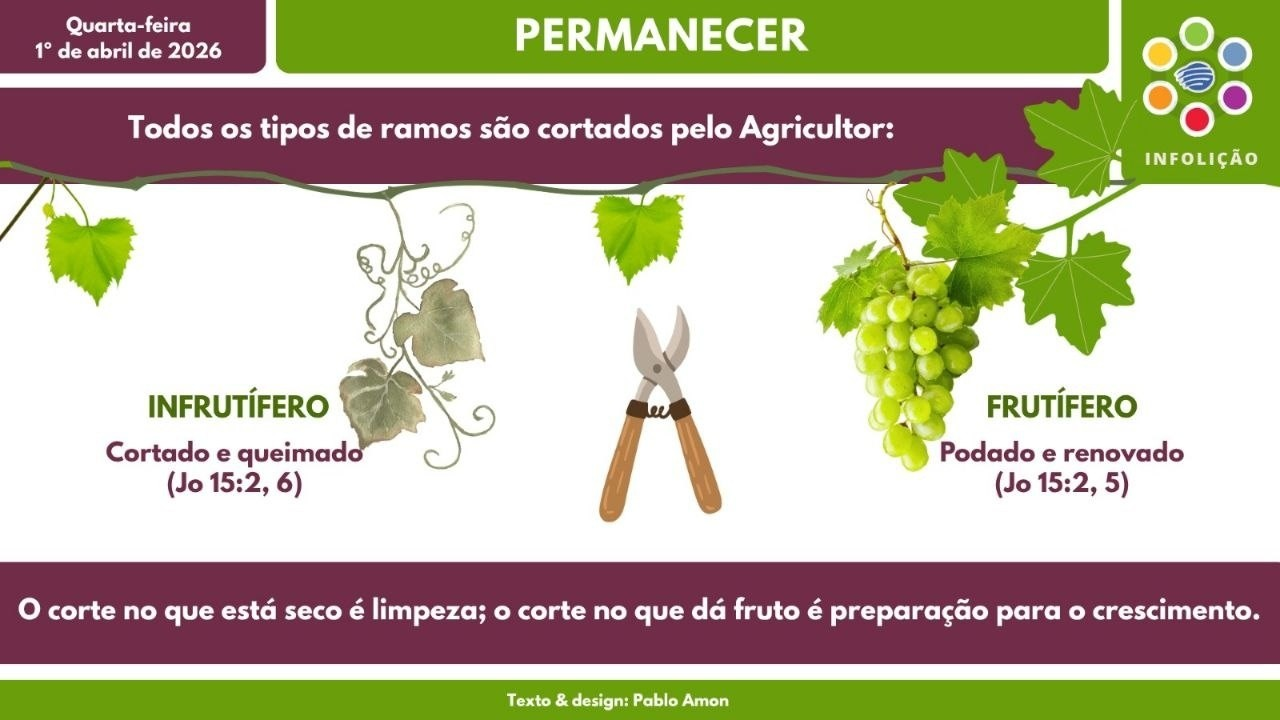 Quarta-feira
1° de abril de 2026
PERMANECER
INFOLIÇÃO
Todos os tipos de ramos são cortados pelo Agricultor:
INFRUTÍFERO
Cortado e queimado
(Jo 15:2, 6)
FRUTÍFERO
Podado e renovado
(Jo 15:2, 5)
O corte no que está seco é limpeza; o corte no que dá fruto é preparação para o crescimento.
Texto & design: Pablo Amon